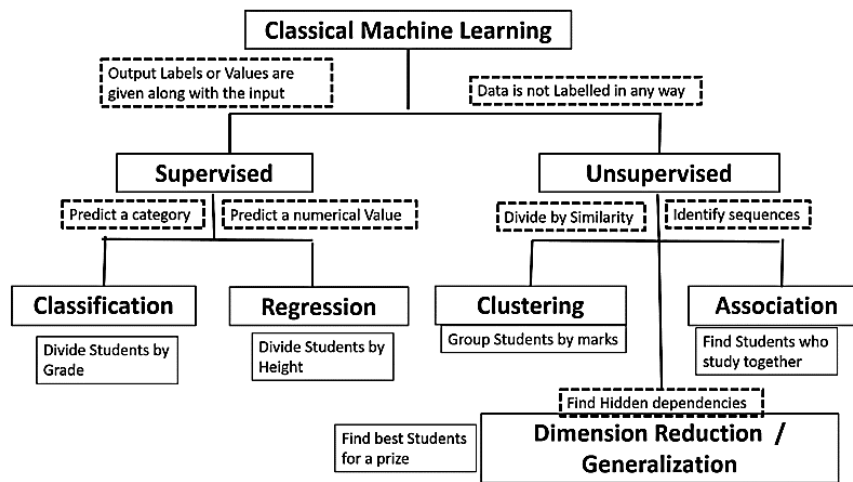 Classical Machine Learning
Output Labels or Values are
given along with the input
Data is not Labelled in any way
Supervised
Unsupervised
Predict a category
Predict a numerical Value
Divide by Similarity
Identify sequences
Classification
Regression
Clustering
Association
Divide Students by
Grade
Divide Students by
Height
Group Students by marks
Find Students who
study together
Find Hidden dependencies
Find best Students
for a prize
Dimension Reduction /
Generalization